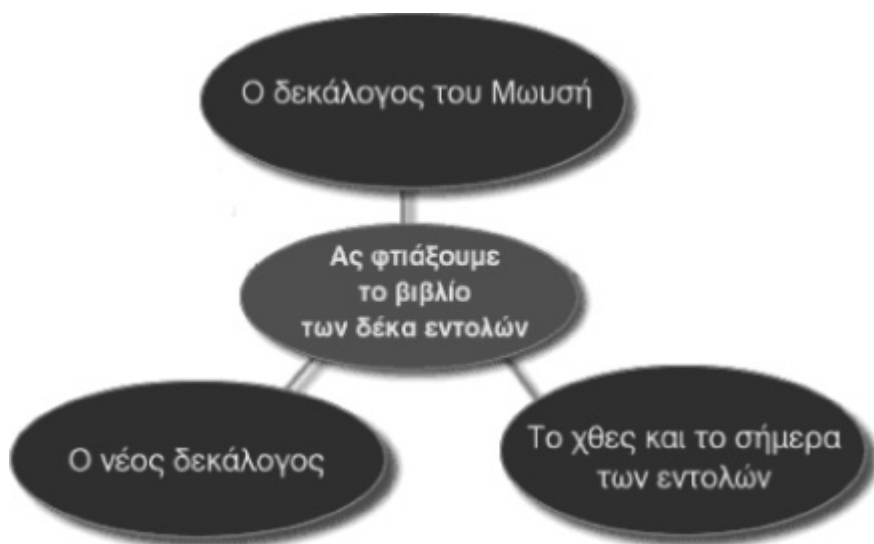 Ο δεκάλογος του Μωυσή
Ας φτιάξουμε
το βιβλίο
των δέκα εντολών
Ο νέος δεκάλογος
Το χθες και το σήμερα
των εντολών